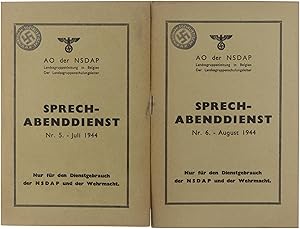 AO der NSDAP
Landesgruppenleitung in Belgien
Der Landesgruppenschulungsleiter
SPRECH-
ABENDDIENST
Nr. 5. - Juli 1944
Nur für den Dienstgebrauch
der NSDAP und der Wehrmacht.
AO der NSDAP
Landesgruppenleitung in Belgien
Der Landesgruppenschulungsleiter
SPRECH-
ABENDDIENST
Nr. 6. - August 1944
Nur für den Dienstgebrauch
der NSDAP und der Wehrmacht.